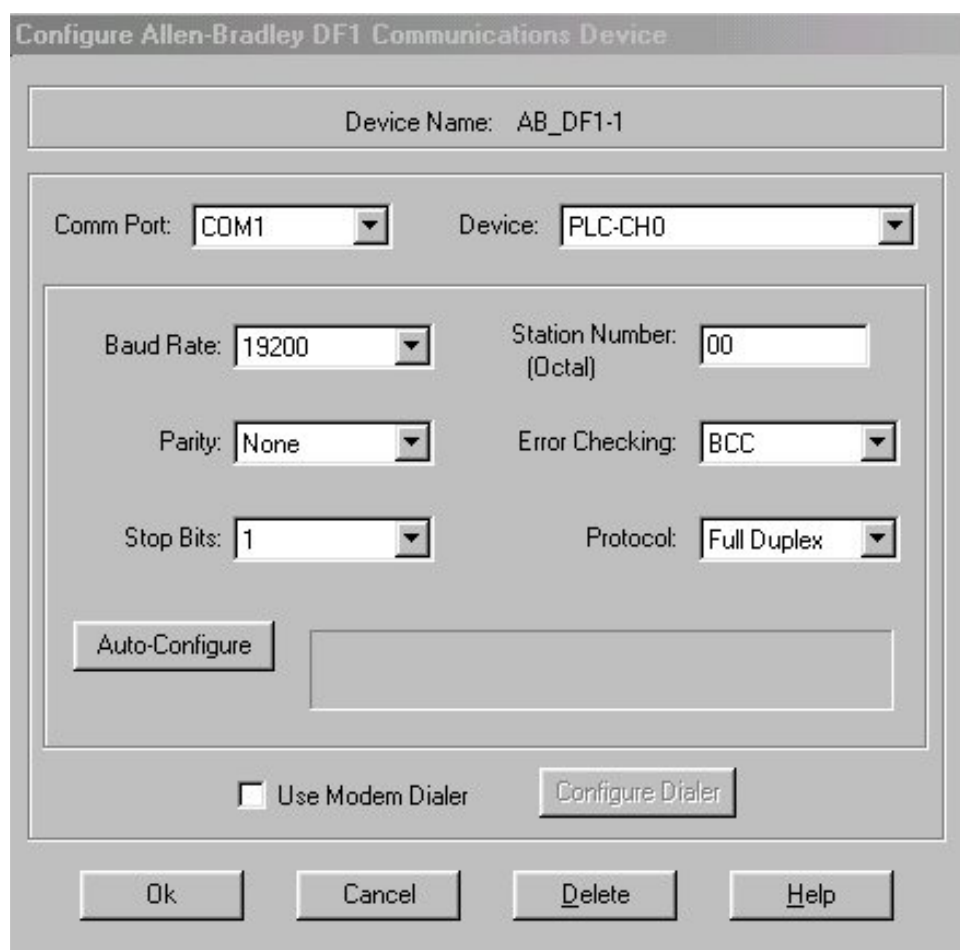 Configure Allen-Bradley DF1 Communications Device
Device Name: AB_DF1-1
Comm Port: COM1 Device: PLC-CH0
Baud Rate: 19200 Station Number: 00
(Octal)
Parity: None Error Checking: BCC
Stop Bits: 1 Protocol: Full Duplex
Auto-Configure
Use Modem Dialer Configure Dialer
Ok Cancel Delete Help